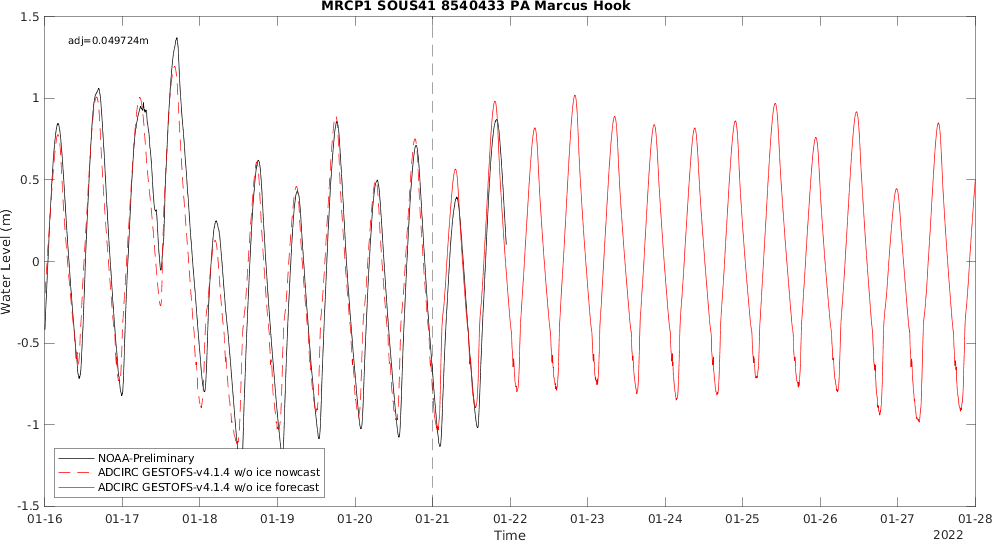 MRCP1 SOUS41 8540433 PA Marcus Hook
adj=0.049724m
1.5
1
0.5
0
-0.5
-1
-1.5
Water Level (m)
NOAA-Preliminary
ADCIRC GESTOFS-v4.1.4 w/o ice nowcast
ADCIRC GESTOFS-v4.1.4 w/o ice forecast
01-16 01-17 01-18 01-19 01-20 01-21 01-22 01-23 01-24 01-25 01-26 01-27 01-28
Time
2022